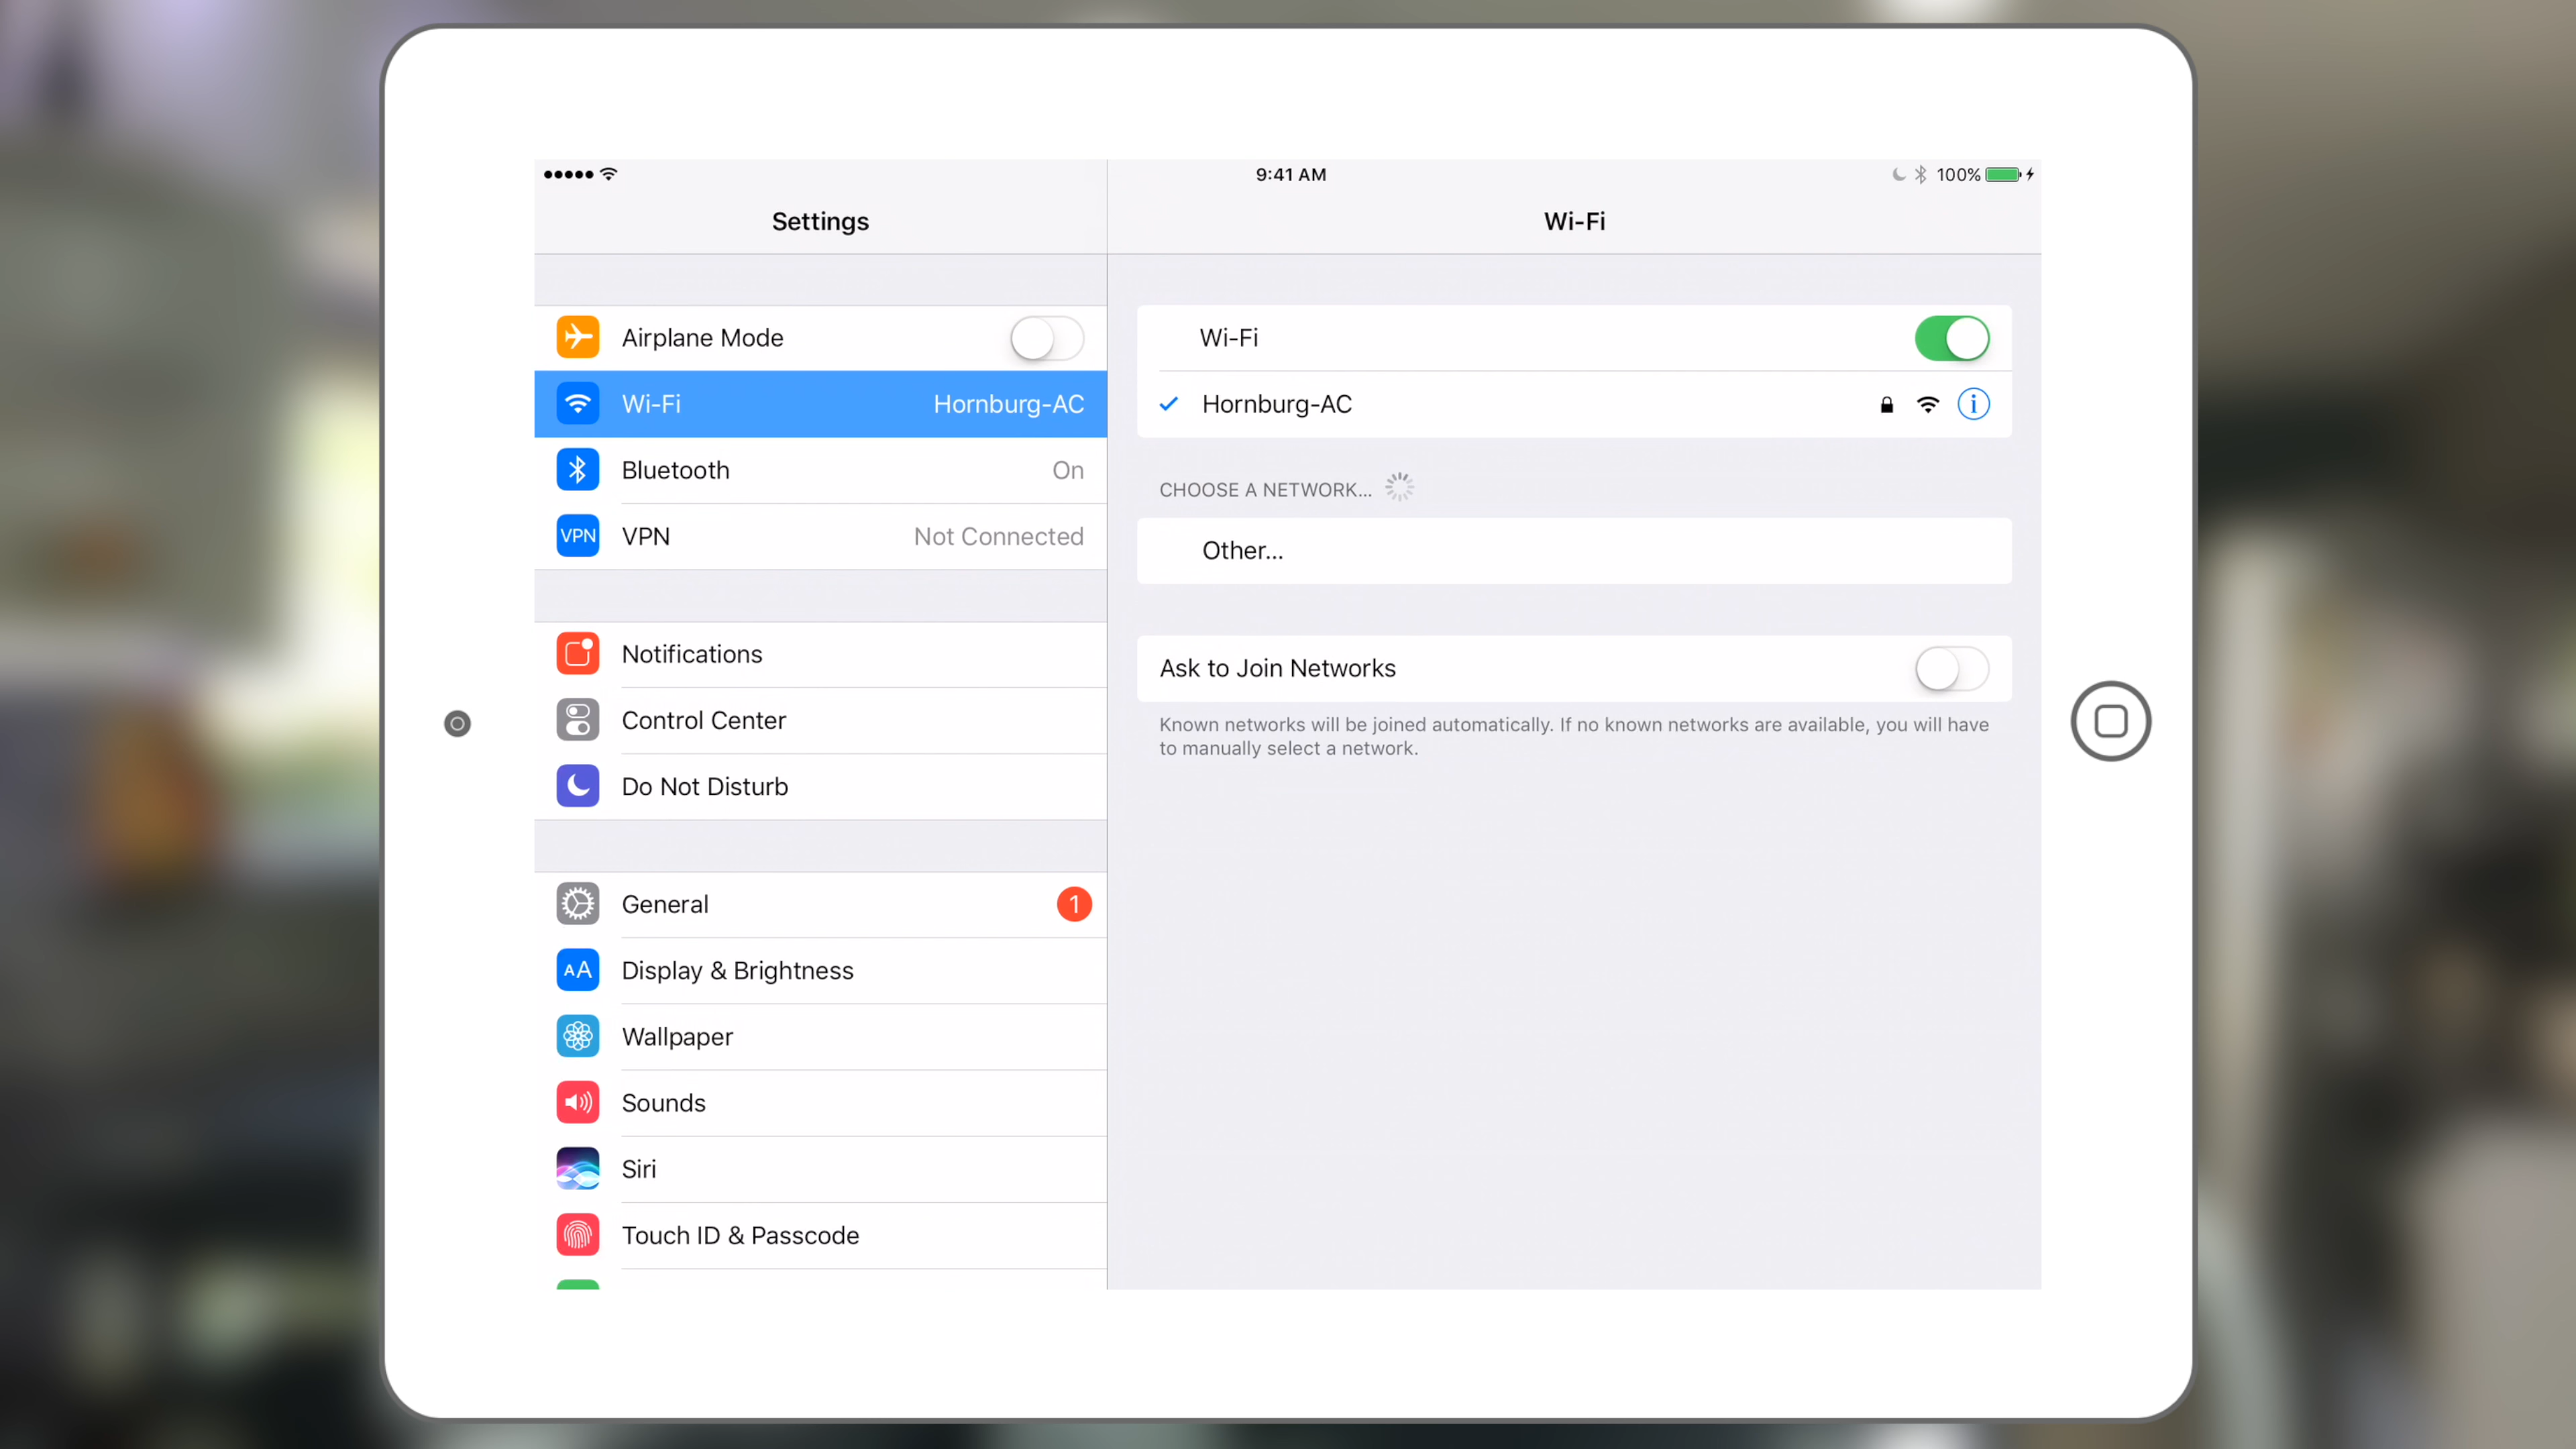 9:41 AM
100%
Settings
Wi-Fi
Airplane Mode
Wi-Fi Hornburg-AC
Bluetooth On
VPN VPN Not Connected
Notifications
Control Center
Do Not Disturb
General 1
AA Display & Brightness
Wallpaper
Sounds
Siri
Touch ID & Passcode
Wi-Fi
Hornburg-AC i
CHOOSE A NETWORK...
Other...
Ask to Join Networks
Known networks will be joined automatically. If no known networks are available, you will have
to manually select a network.